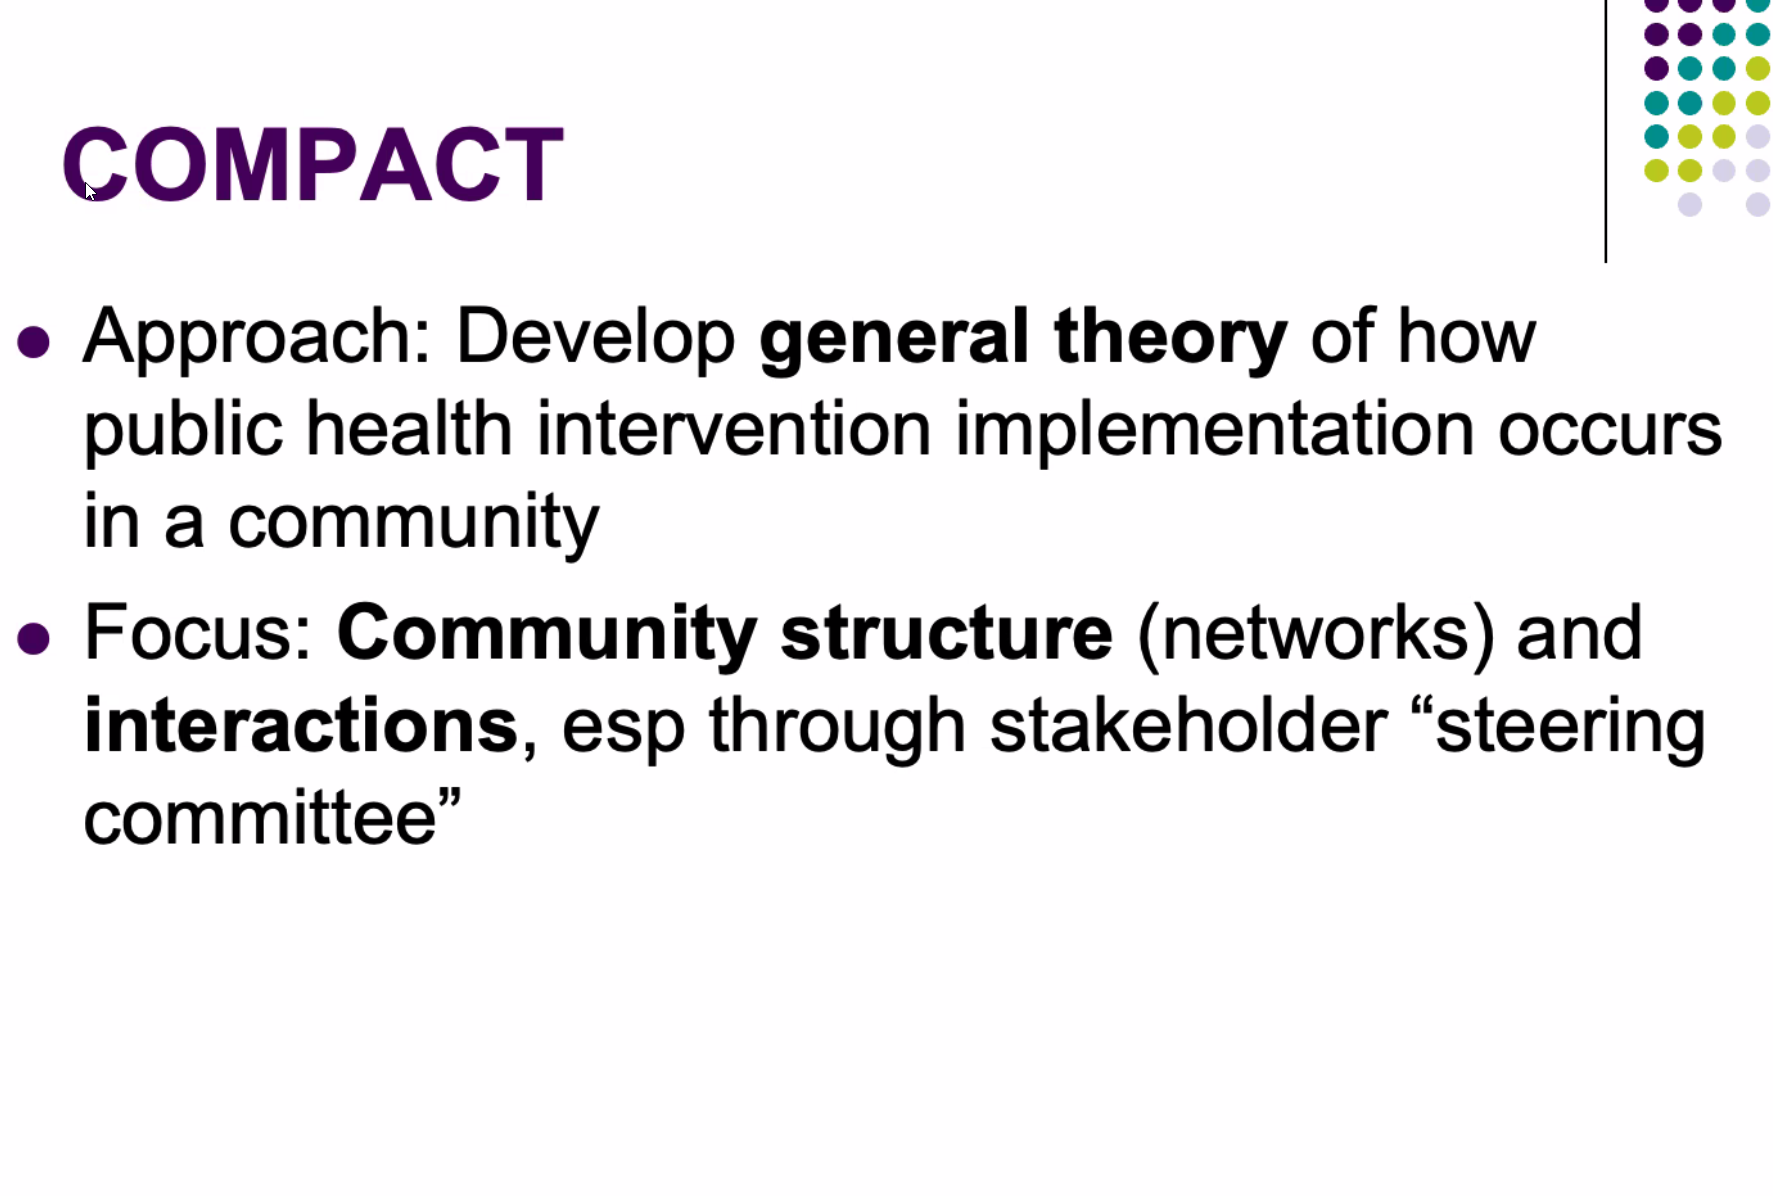 COMPACT
Approach: Develop general theory of how
public health intervention implementation occurs
in a community
Focus: Community structure (networks) and
interactions, esp through stakeholder “steering
committee”